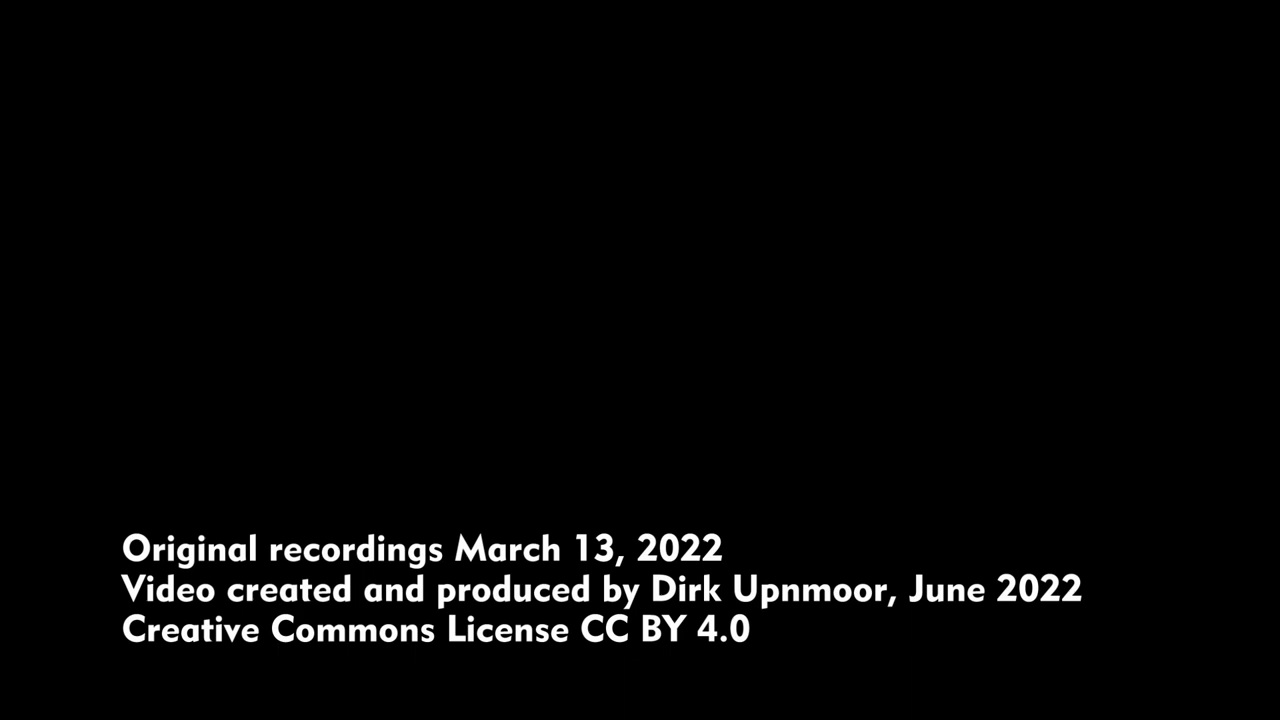 Original recordings March 13, 2022
Video created and produced by Dirk Upnmoor, June 2022
Creative Commons License CC BY 4.0